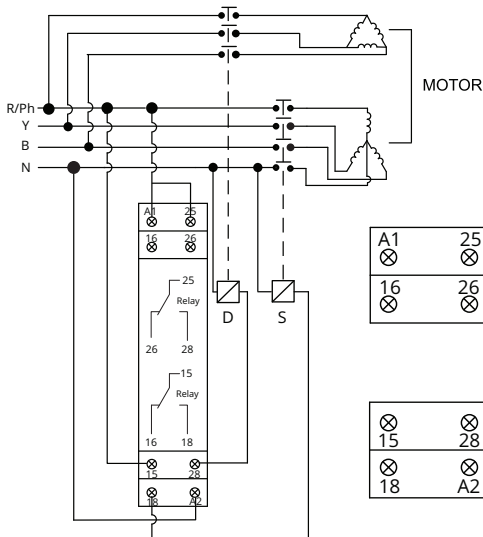 MOTOR
R/Ph
Y
B
N
A1 25
16 26
25
Relay
26 28
15
Relay
16 18
15 28
18 A2
D S
A1 25
16 26
15 28
18 A2